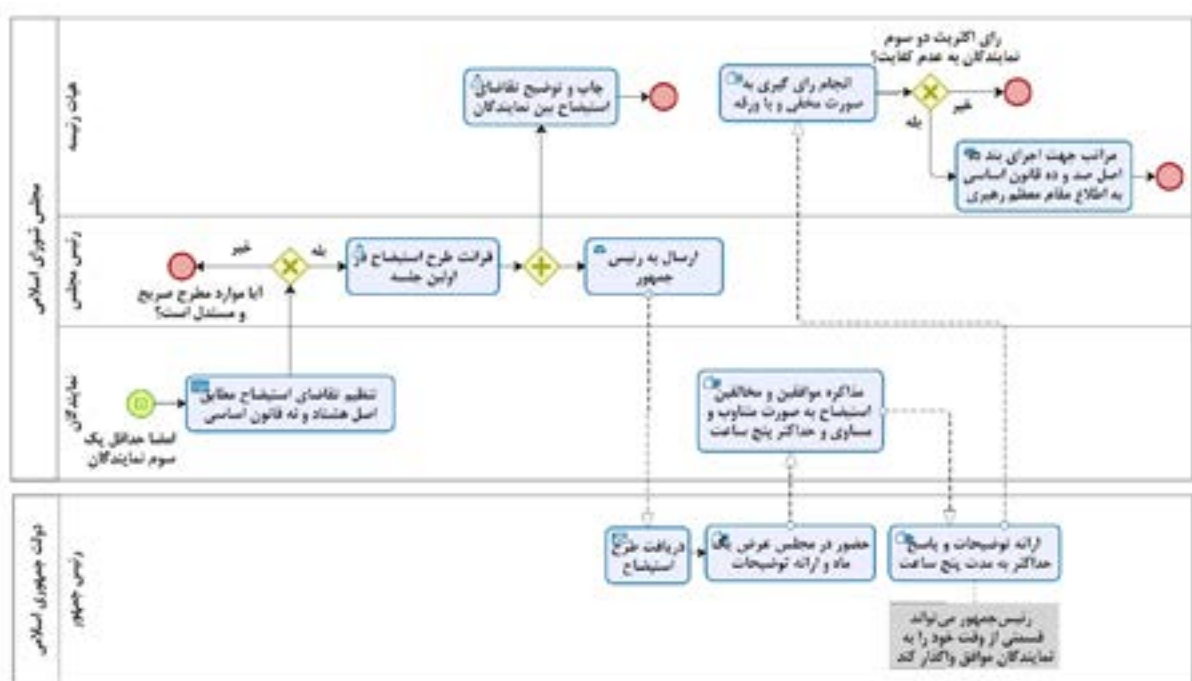 مجلس شورای اسلامی
هیات رئیسه
چاپ و توضیح تقاضای
استیضاح بین نمایندگان
انجام رای گیری به
صورت مخفی و با ورقه
رای اکثریت دو سوم
نمایندگان به عدم کفایت؟
خیر
بله
مراتب جهت اجرای بند
اصل صد و ده قانون اساسی
به اطلاع مقام معظم رهبری
رئیس مجلس
خیر
بله
آیا موارد مطرح صریح
و مستدل است؟
قرائت طرح استیضاح در
اولین جلسه
ارسال به رئیس
جمهور
نمایندگان
امضا حداقل یک
سوم نمایندگان
تنظیم تقاضای استیضاح مطابق
اصل هشتاد و نه قانون اساسی
مذاکره موافقین و مخالفین
استیضاح به صورت متناوب و
مساوی و حداکثر پنج ساعت
دولت جمهوری اسلامی
رئیس جمهور
دریافت طرح
استیضاح
حضور در مجلس عرض یک
ماه و ارائه توضیحات
ارائه توضیحات و پاسخ
حداکثر به مدت پنج ساعت
رئیس‌جمهور می‌تواند
قسمتی از وقت خود را به
نمایندگان موافق واگذار کند